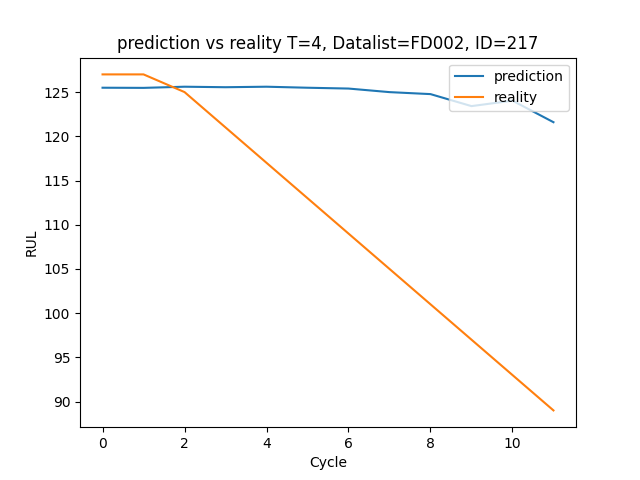 prediction vs reality T=4, Datalist=FD002, ID=217
prediction
reality
RUL
125
120
115
110
105
100
95
90
0 2 4 6 8 10
Cycle